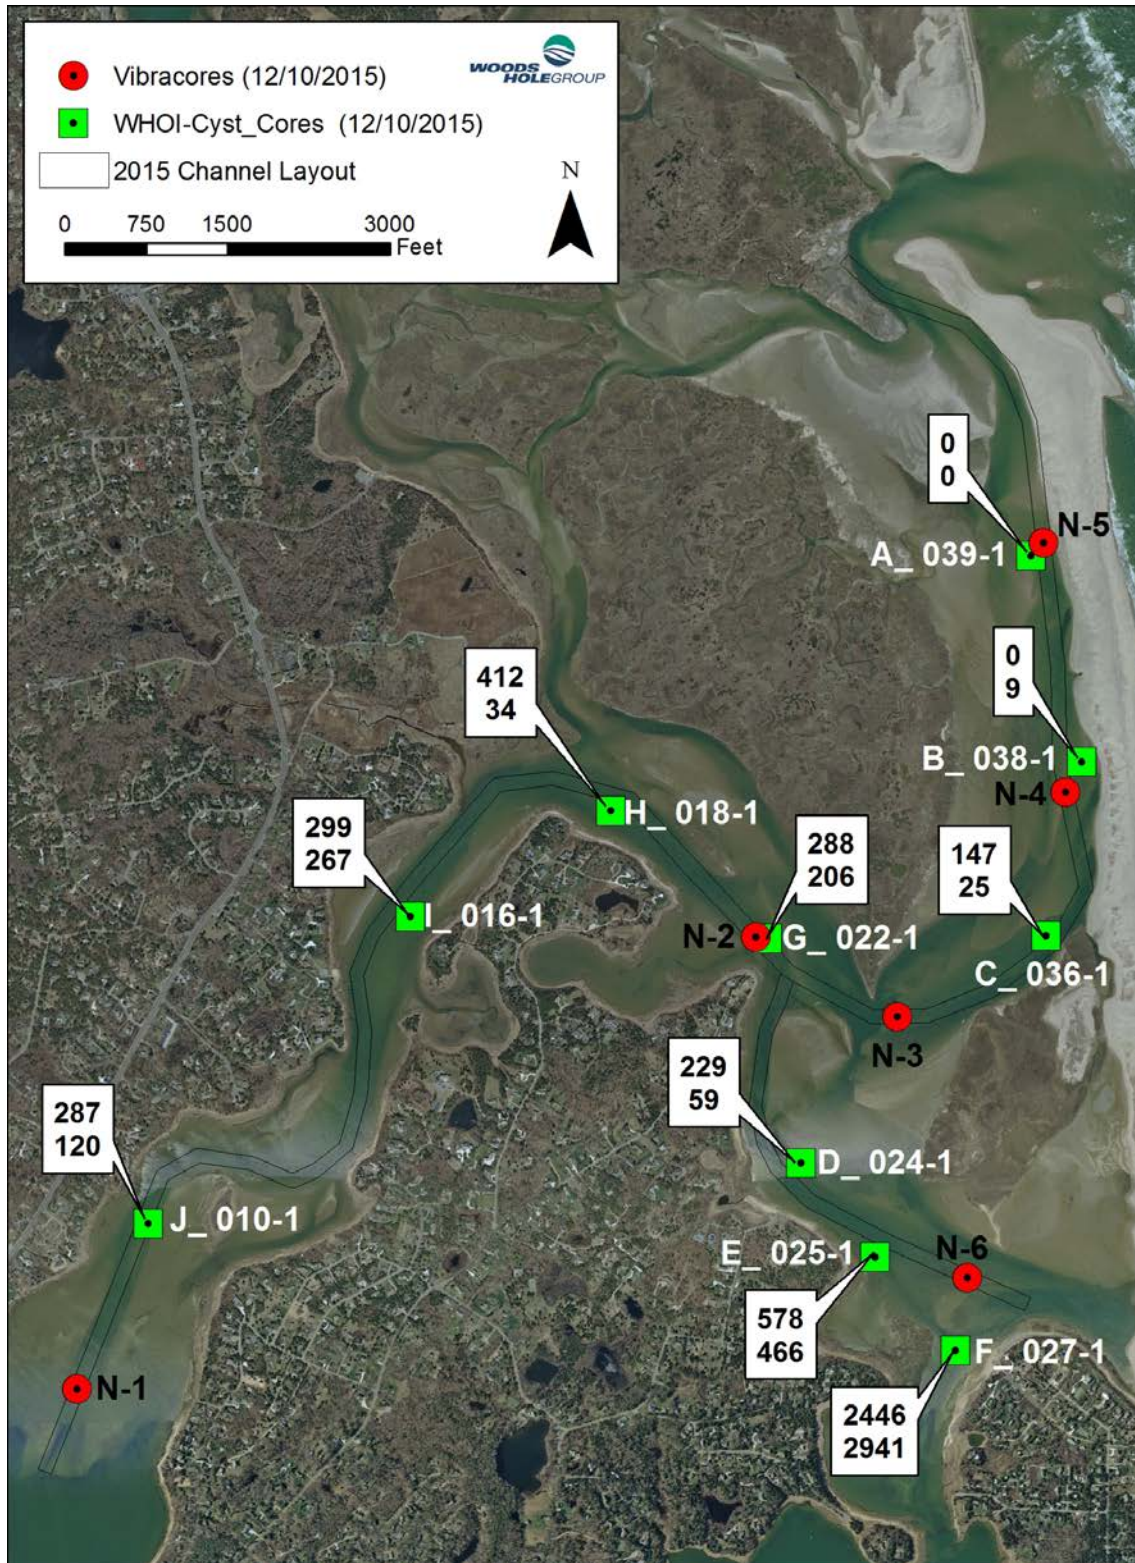 Vibracores (12/10/2015)
WOODS
HOLEGROUP
WHOI-Cyst_Cores (12/10/2015)
2015 Channel Layout
N
0 750 1500 3000
Feet
0
0
N-5
A_ 039-1
412
34
0
9
B_ 038-1
N-4
H_ 018-1
299
267
288
206
147
25
I_ 016-1
N-2
G_ 022-1
C_ 036-1
N-3
229
59
287
120
D_ 024-1
J_ 010-1
E_ 025-1
N-6
578
466
F_ 027-1
N-1
2446
2941